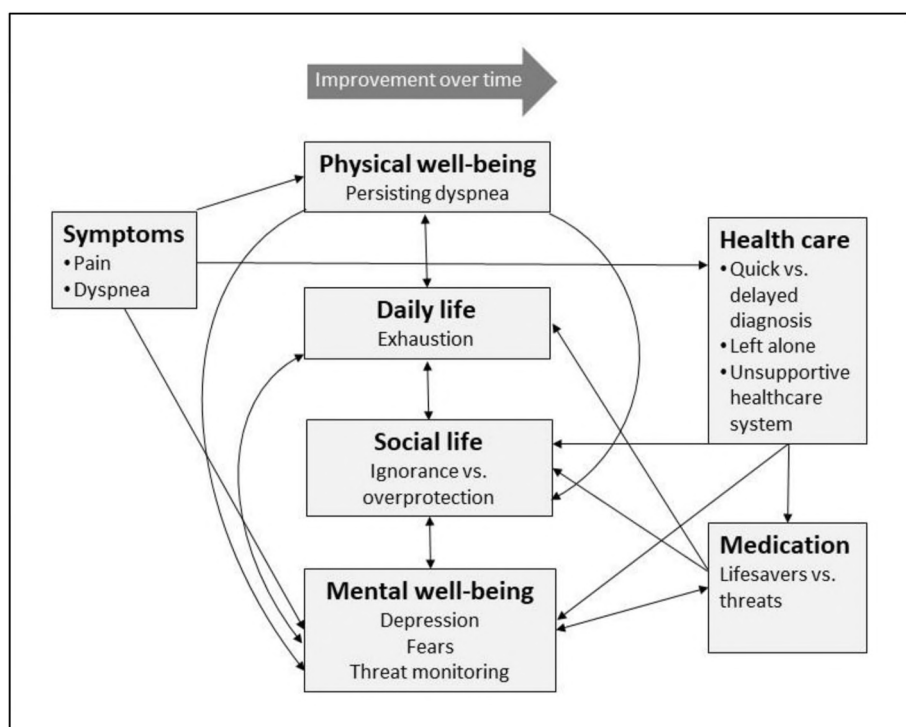 Improvement over time
Physical well-being
Persisting dyspnea
Symptoms
• Pain
• Dyspnea
Health care
• Quick vs.
delayed
diagnosis
• Left alone
• Unsupportive
healthcare
system
Daily life
Exhaustion
Social life
Ignorance vs.
overprotection
Medication
Lifesavers vs.
threats
Mental well-being
Depression
Fears
Threat monitoring